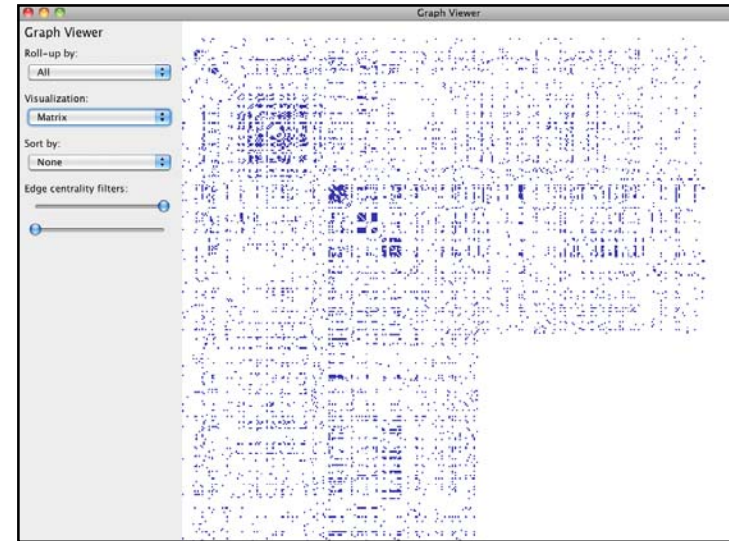 Graph Viewer
Graph Viewer
Roll-up by:
All
Visualization:
Matrix
Sort by:
None
Edge centrality filters: